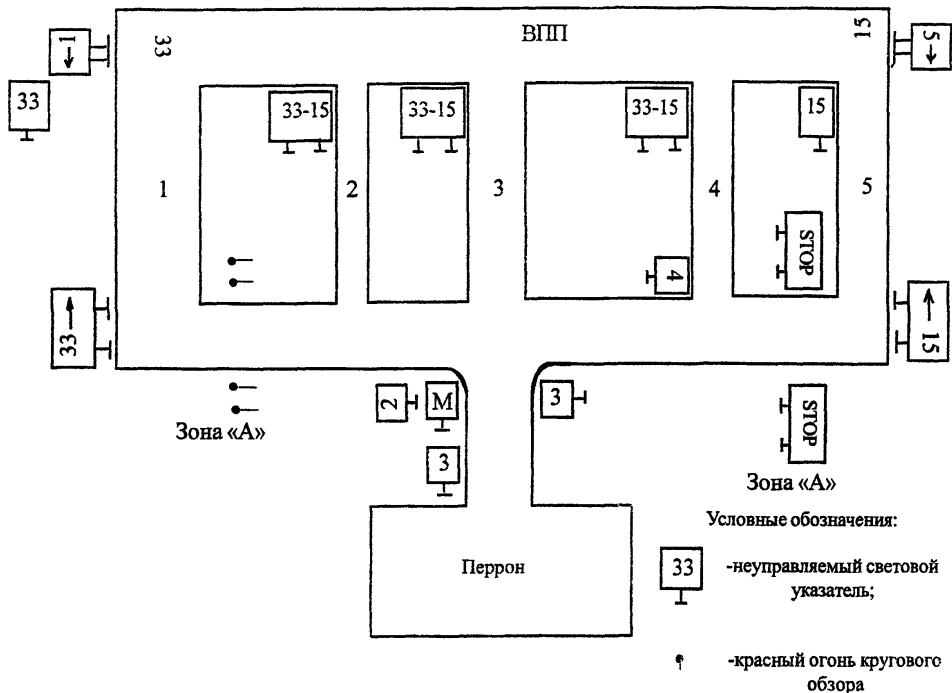 ВПП
1 ↓
33
15
5 →
33
33-15
33-15
33-15
15
1
2
3
4
5
STOP
4
33 →
← 15
2
М
3
3
STOP
Зона «А»
Зона «А»
Условные обозначения:
Перрон
33
-неуправляемый световой
указатель;
-красный огонь кругового
обзора